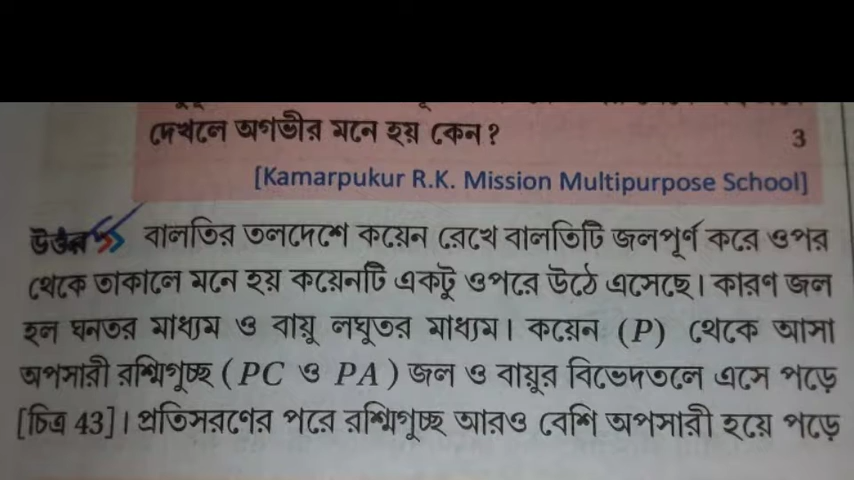 দেখলে অগভীর মনে হয় কেন? 3
[Kamarpukur R.K. Mission Multipurpose School]
উত্তর বালতির তলদেশে কয়েন রেখে বালতিটি জলপূর্ণ করে ওপর
থেকে তাকালে মনে হয় কয়েনটি একটু ওপরে উঠে এসেছে। কারণ জল
হল ঘনতর মাধ্যম ও বায়ু লঘুতর মাধ্যম। কয়েন (P) থেকে আসা
অপসারী রশ্মিগুচ্ছ (PC ও PA) জল ও বায়ুর বিভেদতলে এসে পড়ে
[চিত্র 43]। প্রতিসরণের পরে রশ্মিগুচ্ছ আরও বেশি অপসারী হয়ে পড়ে